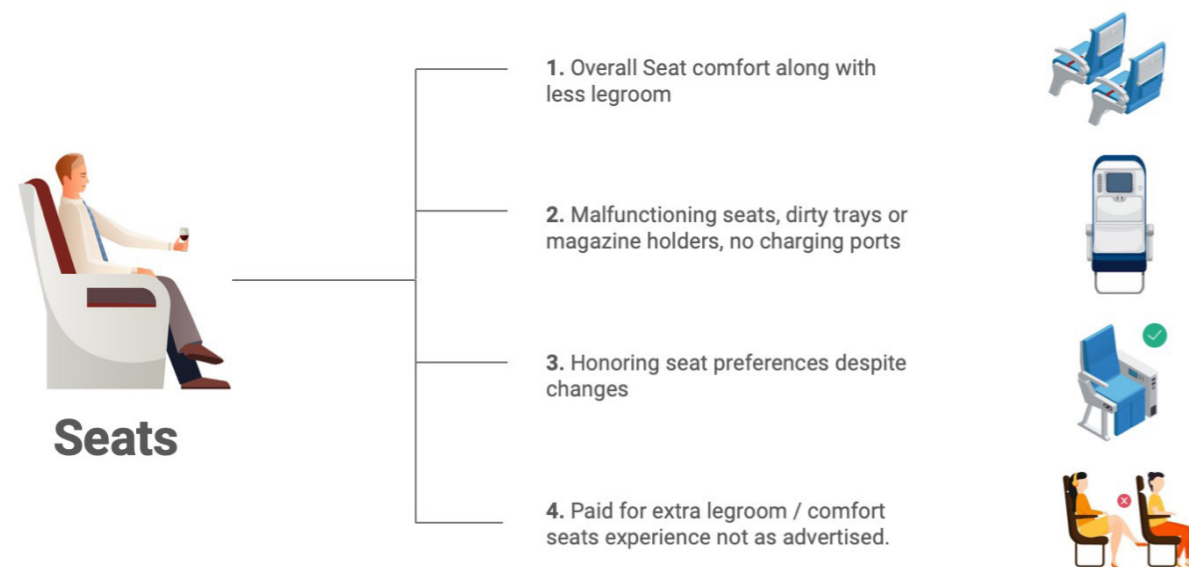 1. Overall Seat comfort along with
less legroom
2. Malfunctioning seats, dirty trays or
magazine holders, no charging ports
3. Honoring seat preferences despite
changes
Seats
4. Paid for extra legroom / comfort
seats experience not as advertised.